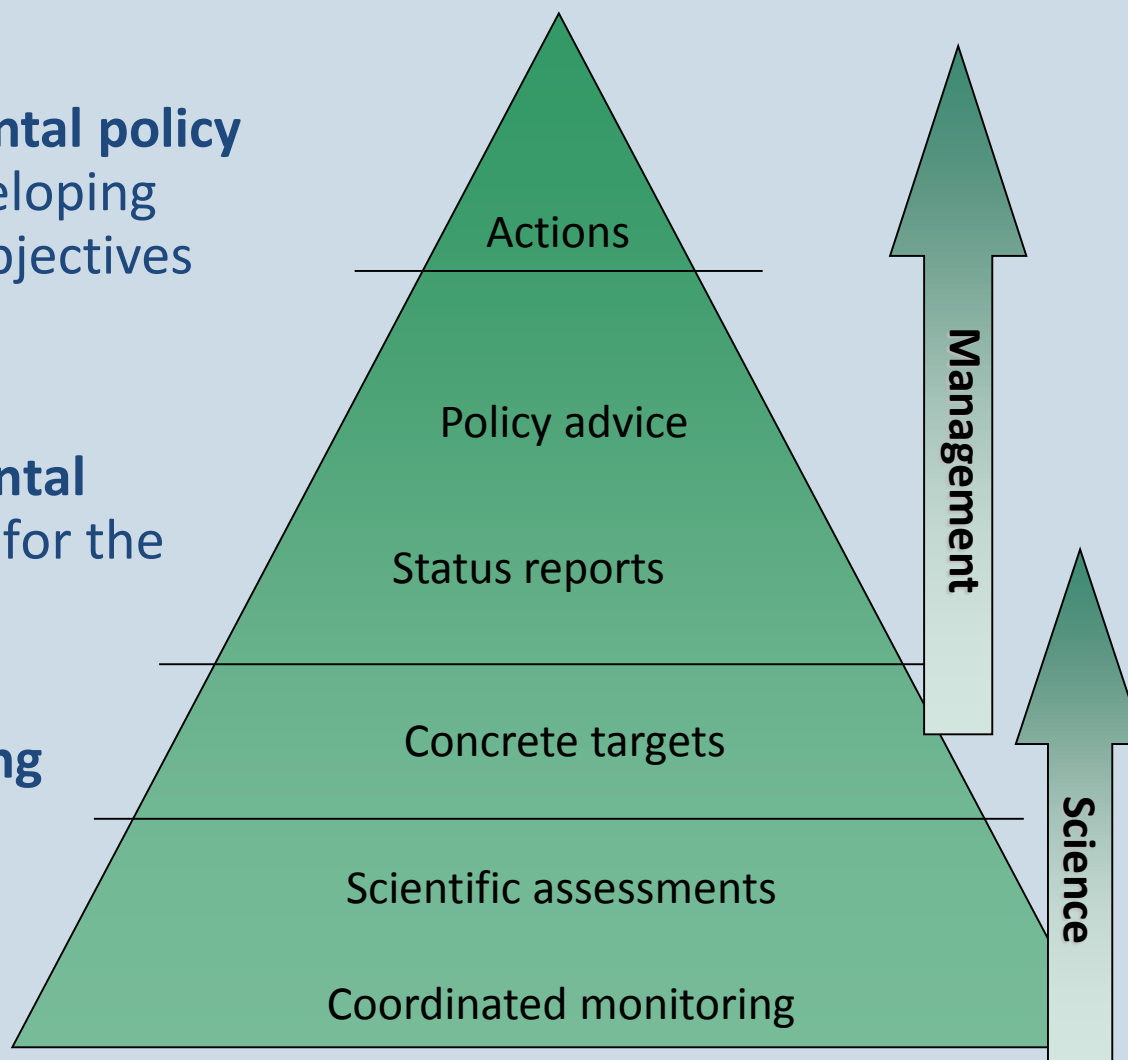 ntal policy
eloping
bjectives
ntal
for the
ng
Actions
Policy advice
Status reports
Concrete targets
Scientific assessments
Coordinated monitoring
Management
Science